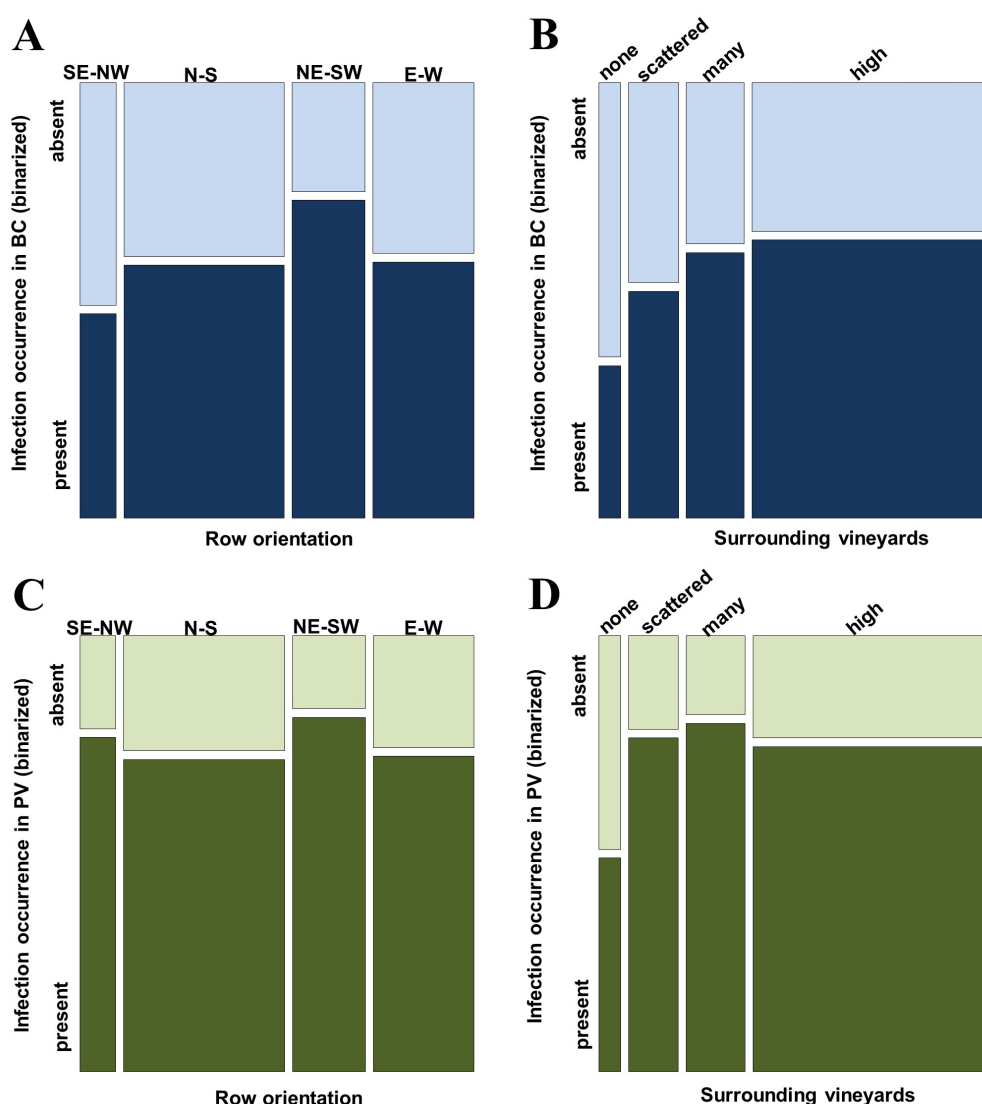 A
SE-NW N-S NE-SW E-W
Infection occurrence in BC (binarized)
absent
present
Row orientation
B
none scattered many high
Infection occurrence in BC (binarized)
absent
present
Surrounding vineyards
C
SE-NW N-S NE-SW E-W
Infection occurrence in PV (binarized)
absent
present
Row orientation
D
none scattered many high
Infection occurrence in PV (binarized)
absent
present
Surrounding vineyards